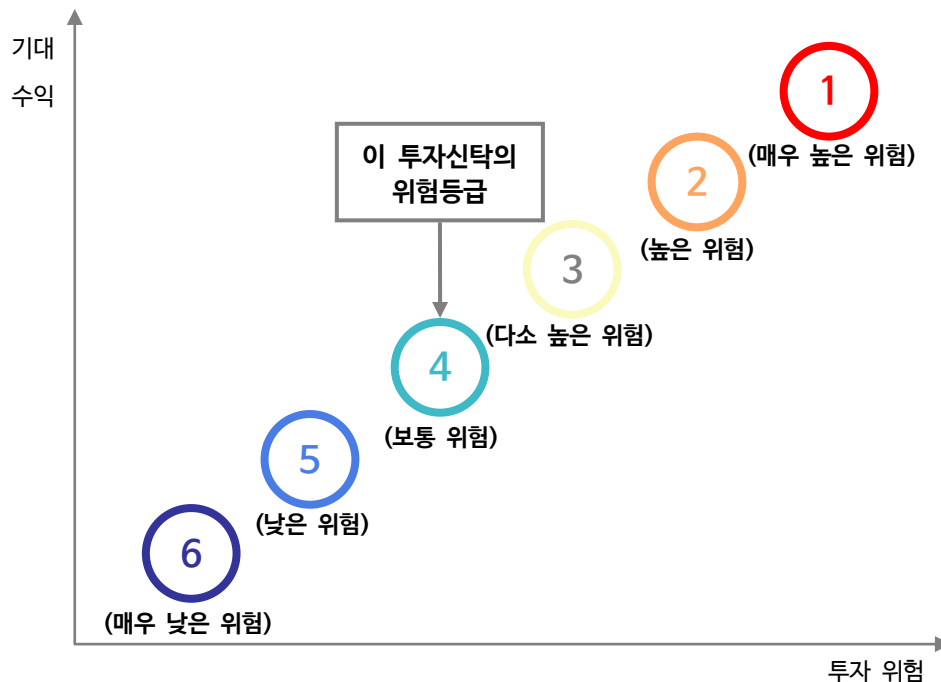 기대
수익
1
(매우 높은 위험)
이 투자신탁의
위험등급
2
(높은 위험)
3
(다소 높은 위험)
4
(보통 위험)
5
(낮은 위험)
6
(매우 낮은 위험)
투자 위험